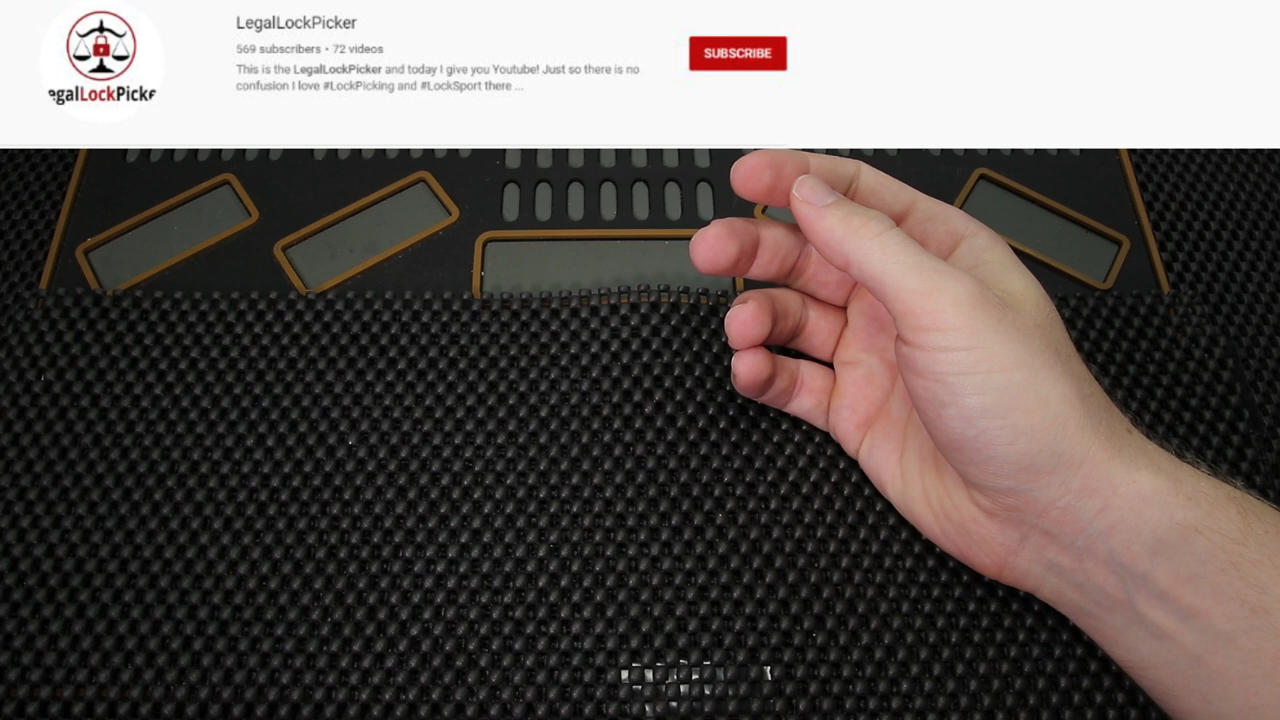 LegalLockPicker
569 subscribers • 72 videos
SUBSCRIBE
This is the LegalLockPicker and today I give you Youtube! Just so there is no
confusion I love #LockPicking and #LockSport there ...
egalLockPicke